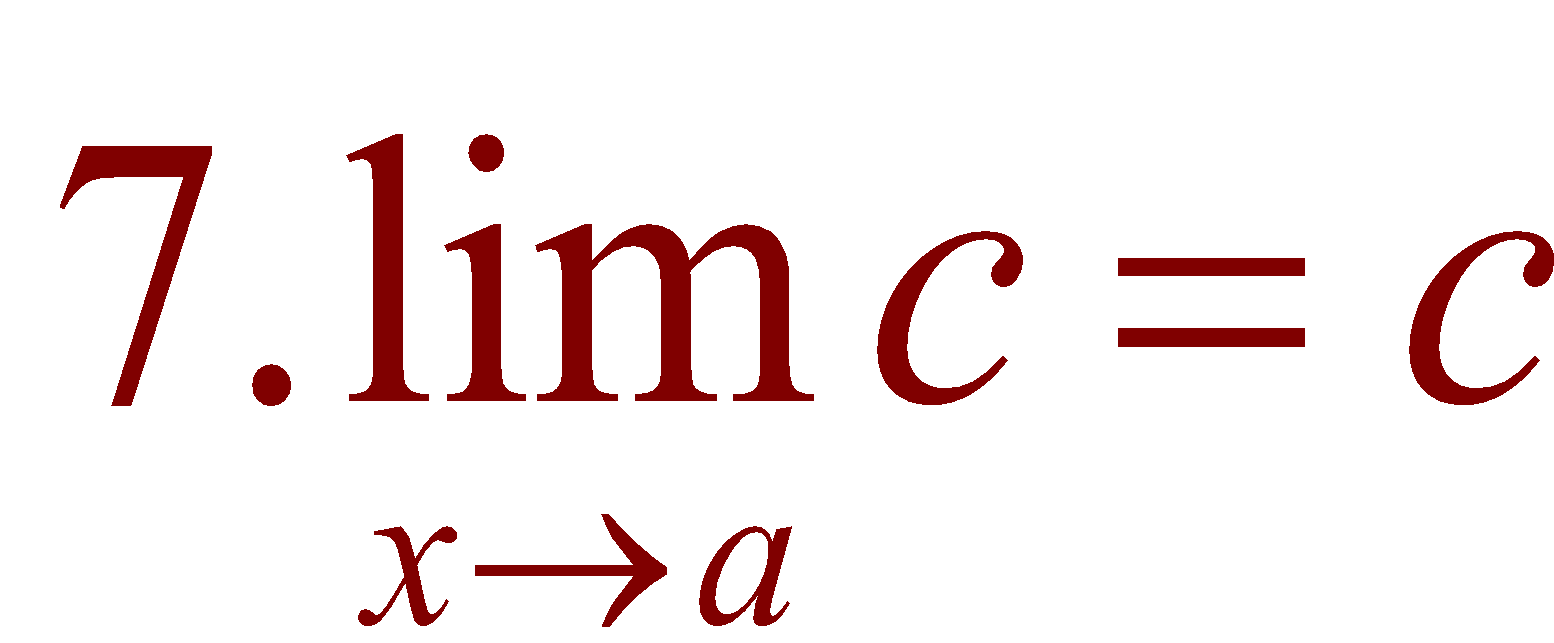 7. lim c = c
x→a